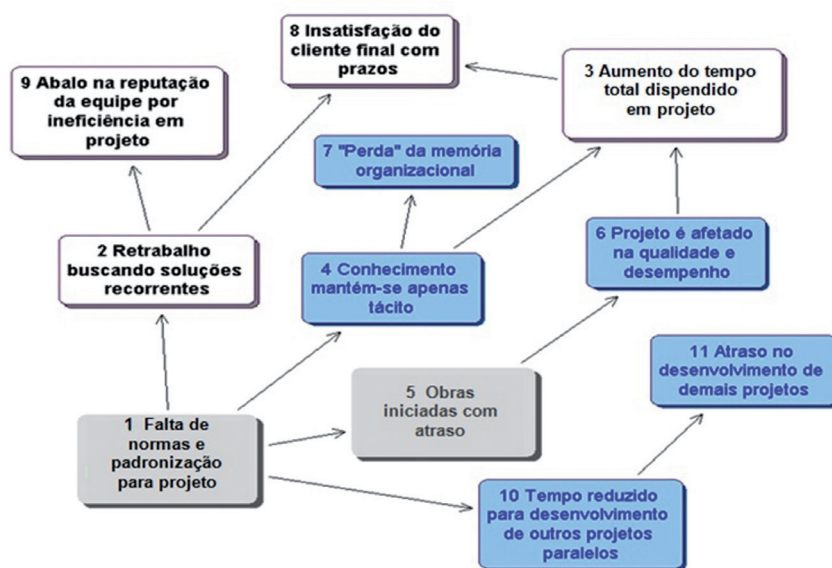 8 Insatisfação do
cliente final com
prazos
9 Abalo na reputação
da equipe por
ineficiência em
projeto
3 Aumento do tempo
total dispendido
em projeto
7 "Perda" da memória
organizacional
2 Retrabalho
buscando soluções
recorrentes
4 Conhecimento
mantém-se apenas
tácito
6 Projeto é afetado
na qualidade e
desempenho
11 Atraso no
desenvolvimento de
demais projetos
5 Obras
iniciadas com
atraso
1 Falta de
normas e
padronização
para projeto
10 Tempo reduzido
para desenvolvimento
de outros projetos
paralelos